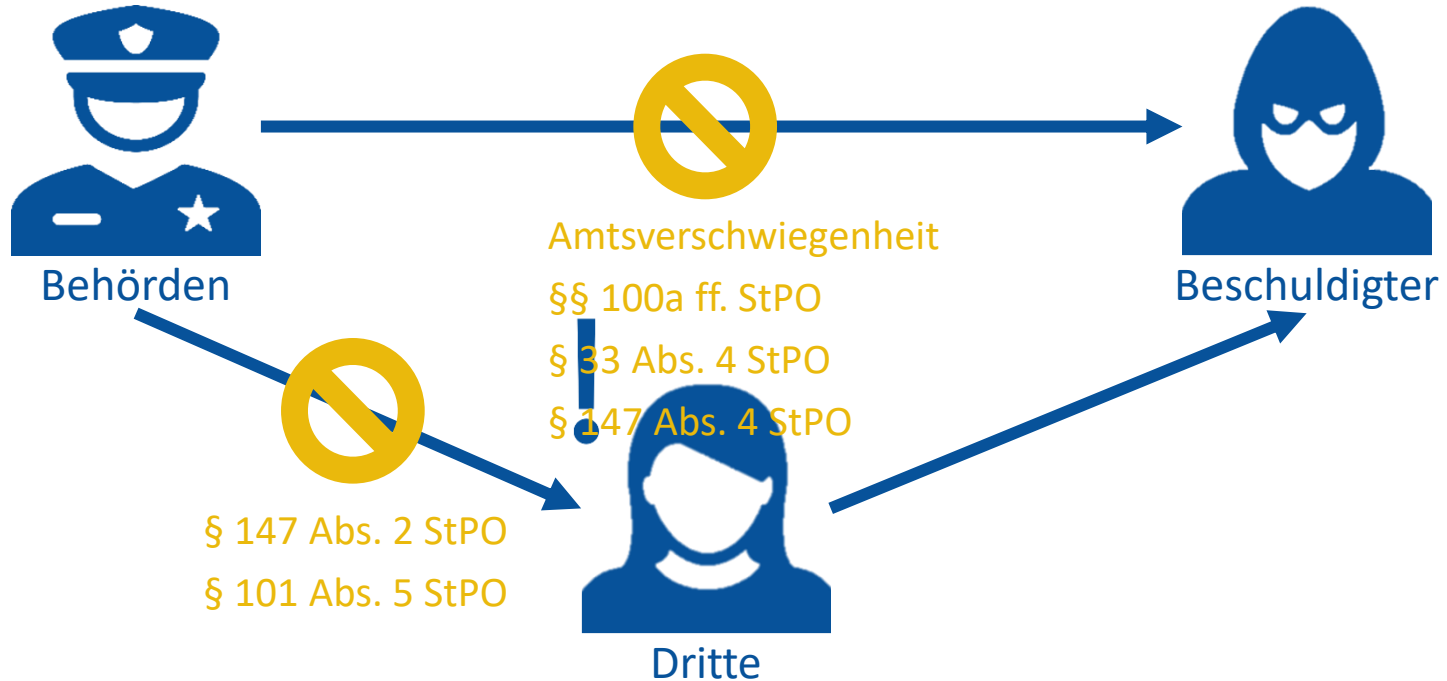 Amtsverschwiegenheit
Behörden
Beschuldigter
§§ 100a ff. StPO
!
§ 33 Abs. 4 StPO
§ 147 Abs. 4 StPO
§ 147 Abs. 2 StPO
§ 101 Abs. 5 StPO
Dritte